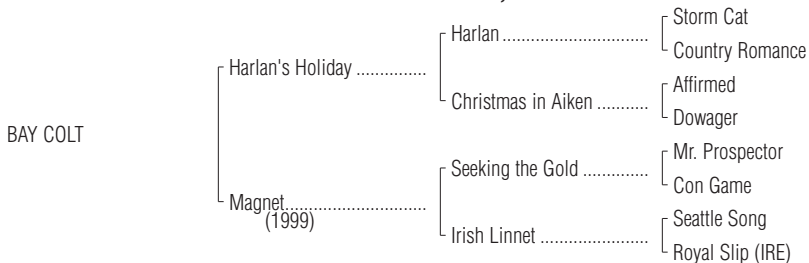 Storm Cat
Harlan ....................................
Country Romance
Harlan's Holiday ...............
Affirmed
Christmas in Aiken ...........
Dowager
BAY COLT
Mr. Prospector
Seeking the Gold ..............
Con Game
Magnet..............................
(1999)
Seattle Song
Irish Linnet .......................
Royal Slip (IRE)